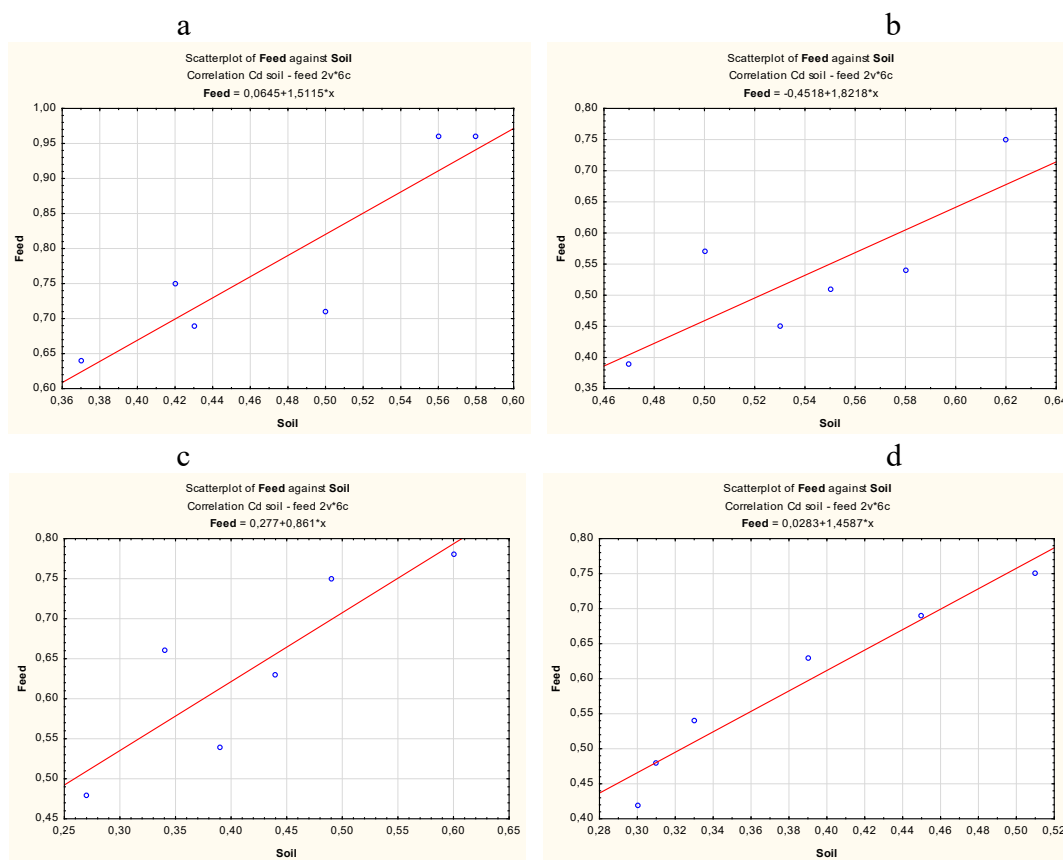 a
Scatterplot of Feed against Soil
Correlation Cd soil - feed 2v*6c
Feed = 0,0645+1,5115*x
1,00
0,95
0,90
0,85
0,80
0,75
0,70
0,65
0,60
Feed
0,36 0,38 0,40 0,42 0,44 0,46 0,48 0,50 0,52 0,54 0,56 0,58 0,60
Soil
b
Scatterplot of Feed against Soil
Correlation Cd soil - feed 2v*6c
Feed = -0,4518+1,8218*x
0,80
0,75
0,70
0,65
0,60
0,55
0,50
0,45
0,40
0,35
Feed
0,46 0,48 0,50 0,52 0,54 0,56 0,58 0,60 0,62 0,64
Soil
c
Scatterplot of Feed against Soil
Correlation Cd soil - feed 2v*6c
Feed = 0,277+0,861*x
0,80
0,75
0,70
0,65
0,60
0,55
0,50
0,45
Feed
0,25 0,30 0,35 0,40 0,45 0,50 0,55 0,60 0,65
Soil
d
Scatterplot of Feed against Soil
Correlation Cd soil - feed 2v*6c
Feed = 0,0283+1,4587*x
0,80
0,75
0,70
0,65
0,60
0,55
0,50
0,45
0,40
Feed
0,28 0,30 0,32 0,34 0,36 0,38 0,40 0,42 0,44 0,46 0,48 0,50 0,52
Soil